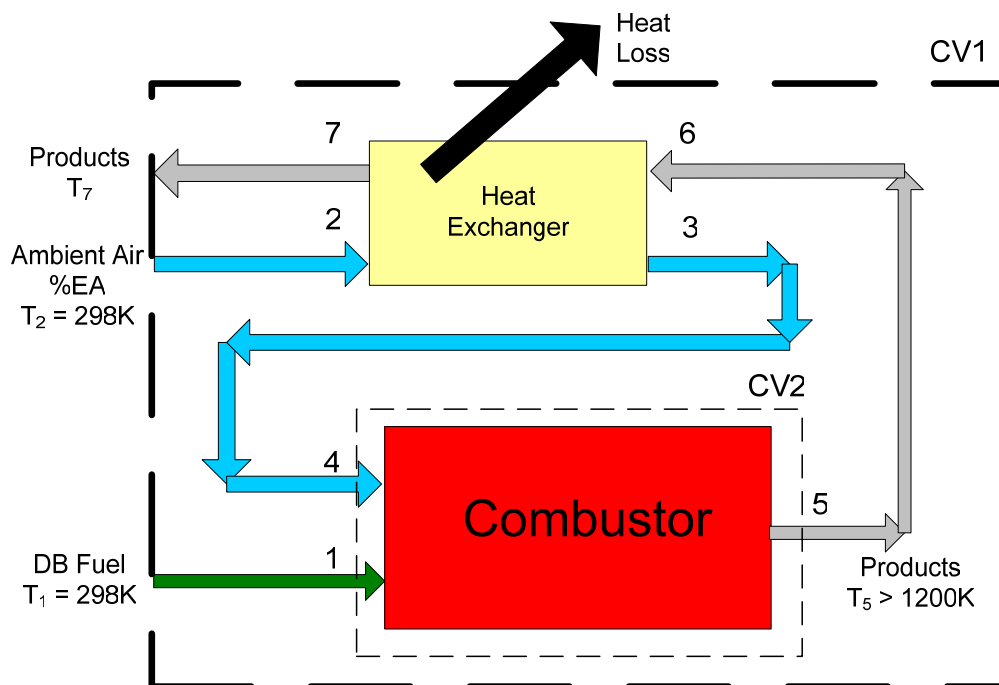 Heat
Loss
CV1
7
6
Products
T₇
Heat
Exchanger
2
3
Ambient Air
%EA
T₂ = 298K
CV2
4
5
Combustor
1
DB Fuel
T₁ = 298K
Products
T₅ > 1200K